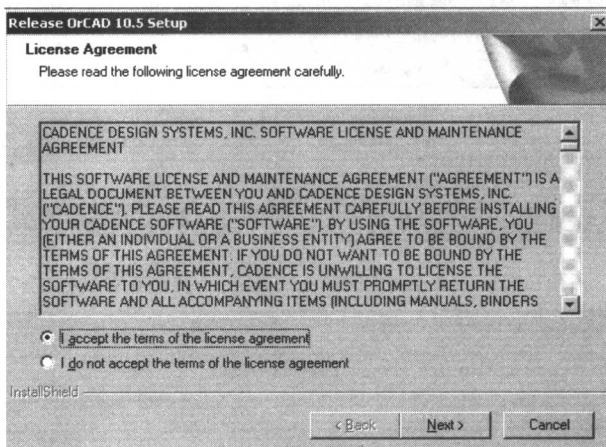 Release OrCAD 10.5 Setup
License Agreement
Please read the following license agreement carefully.
CADENCE DESIGN SYSTEMS, INC. SOFTWARE LICENSE AND MAINTENANCE
AGREEMENT
THIS SOFTWARE LICENSE AND MAINTENANCE AGREEMENT ("AGREEMENT") IS A
LEGAL DOCUMENT BETWEEN YOU AND CADENCE DESIGN SYSTEMS, INC.
("CADENCE"). PLEASE READ THIS AGREEMENT CAREFULLY BEFORE INSTALLING
YOUR CADENCE SOFTWARE ("SOFTWARE"). BY USING THE SOFTWARE, YOU
(EITHER AN INDIVIDUAL OR A BUSINESS ENTITY) AGREE TO BE BOUND BY THE
TERMS OF THIS AGREEMENT. IF YOU DO NOT WANT TO BE BOUND BY THE
TERMS OF THIS AGREEMENT, CADENCE IS UNWILLING TO LICENSE THE
SOFTWARE TO YOU, IN WHICH EVENT YOU MUST PROMPTLY RETURN THE
SOFTWARE AND ALL ACCOMPANYING ITEMS (INCLUDING MANUALS, BINDERS
I accept the terms of the license agreement
I do not accept the terms of the license agreement
InstallShield
< Back Next > Cancel